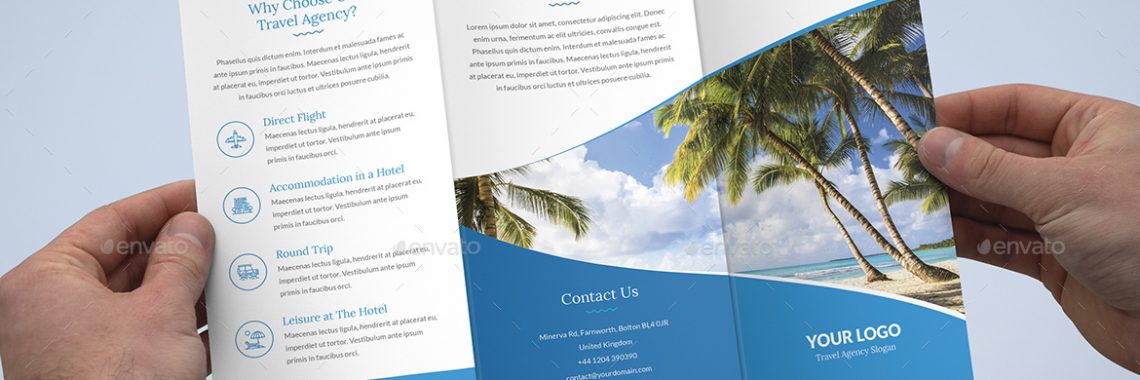 Why Choose
Travel Agency?
Phasellus quis dictum enim. Interdum et malesuada fames ac
ante ipsum primis in faucibus. Maecenas lectus ligula, hendrerit
at placerat eu, interdum ut tortor. Vestibulum ante ipsum primis
in faucibus orci luctus et ultrices posuere cubilia.
Direct Flight
Maecenas lectus ligula, hendrerit at placerat eu,
imperdiet ut tortor. Vestibulum ante ipsum
primis in faucibus orci.
Accommodation in a Hotel
Maecenas lectus ligula, hendrerit at placerat eu,
imperdiet ut tortor. Vestibulum ante ipsum
primis in faucibus orci.
Round Trip
Maecenas lectus ligula, hendrerit at placerat eu,
imperdiet ut tortor. Vestibulum ante ipsum
primis in faucibus orci.
Leisure at The Hotel
Maecenas lectus ligula, hendrerit at placerat eu,
imperdiet ut tortor. Vestibulum ante ipsum
primis in faucibus orci.
Lorem ipsum dolor sit amet, consectetur adipiscing elit. Donec
enim urna, fermentum vitae pharetra
Phasellus quis dictum enim. Interdum et malesuada fames ac
ante ipsum primis in faucibus. Maecenas lectus ligula, hendrerit
at placerat eu, interdum ut tortor. Vestibulum ante ipsum primis
in faucibus orci luctus et ultrices posuere cubilia.
Contact Us
Minerva Rd, Farnworth, Bolton BL4 0JR
United Kingdom
+44 1204 390390
contact@yourdomain.com
YOUR LOGO
Travel Agency Slogan
envato
envato
envato
envato